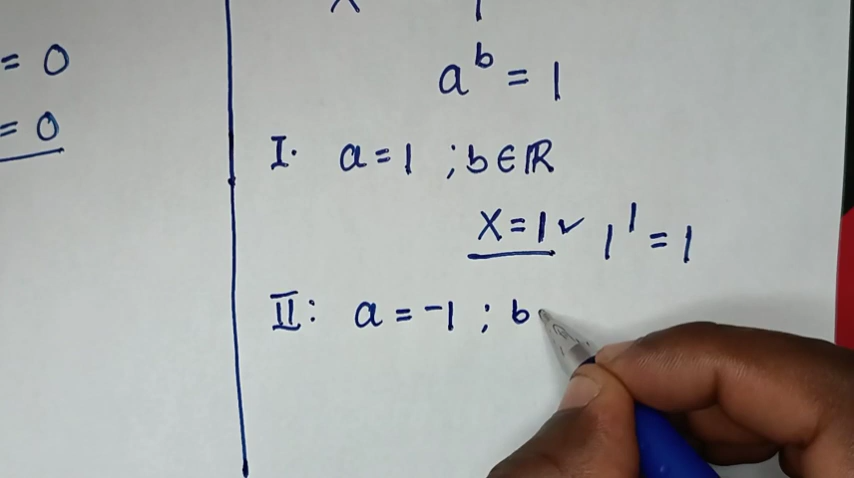 = 0
= 0
a^b = 1
I. a = 1 ; b ∈ ℝ
x = 1 ✓ 1^1 = 1
II: a = -1 ; b